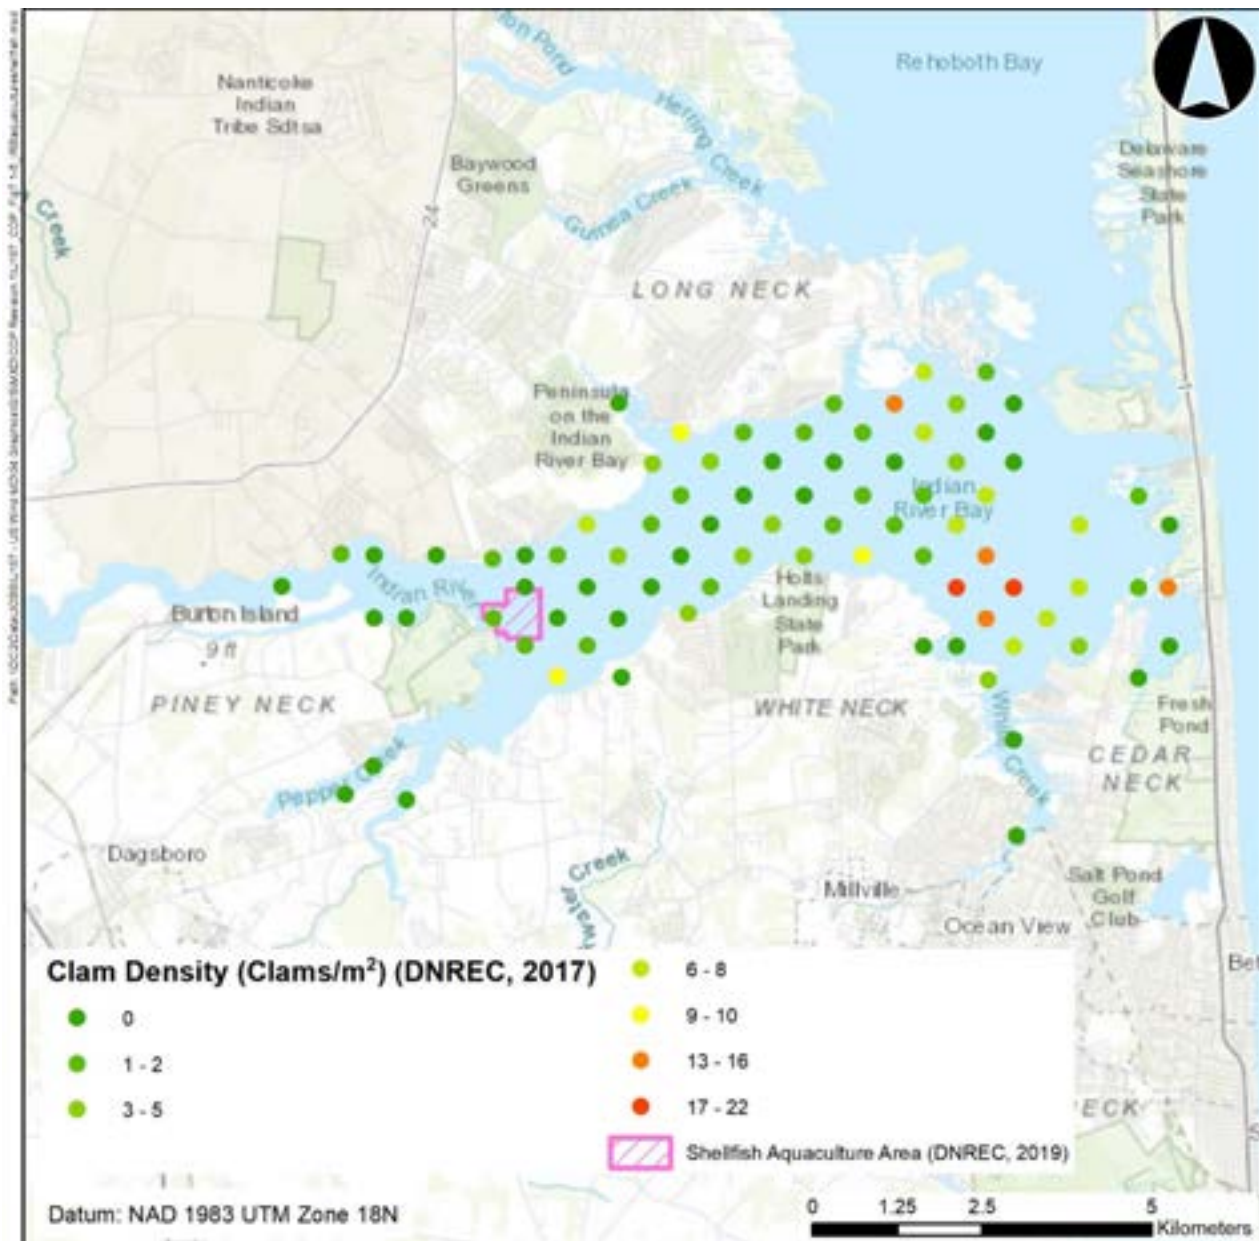 Rehoboth Bay
Nanticoke
Indian
Tribe Sdtsa
Herring Creek
Delaware
Seashore
State
Park
Baywood
Greens
Guinea Creek
Creek
24
LONG NECK
1
Peninsula
on the
Indian
River Bay
Indian
River Bay
Indian River
Holts
Landing
State
Park
Burton Island
9 ft
PINEY NECK
WHITE NECK
Fresh
Pond
White Creek
CEDAR
NECK
Pepper Creek
Dagsboro
Creek
Millville
Salt Pond
Golf
Club
Ocean View
Clam Density (Clams/m²) (DNREC, 2017)
0
1 - 2
3 - 5
6 - 8
9 - 10
13 - 16
17 - 22
Shellfish Aquaculture Area (DNREC, 2019)
Datum: NAD 1983 UTM Zone 18N
0 1.25 2.5 5
Kilometers